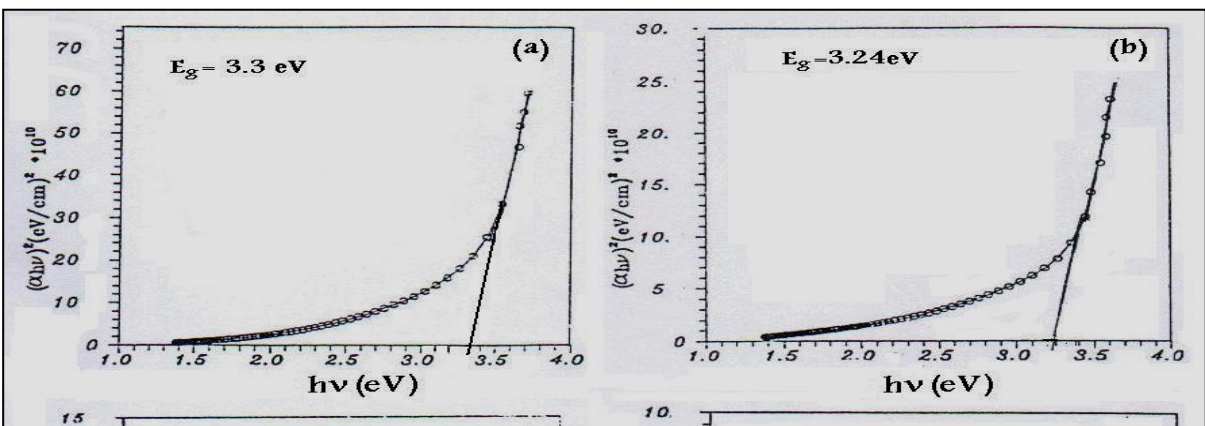 (a)
E_g = 3.3 eV
70
60
50
40
30
20
10
0
(αhν)² (eV/cm)² *10¹⁰
1.0 1.5 2.0 2.5 3.0 3.5 4.0
hν (eV)
(b)
E_g =3.24eV
30.
25.
20.
15.
10.
5
0
(αhν)² (eV/cm)² *10¹⁰
1.0 1.5 2.0 2.5 3.0 3.5 4.0
hν (eV)
15
10.